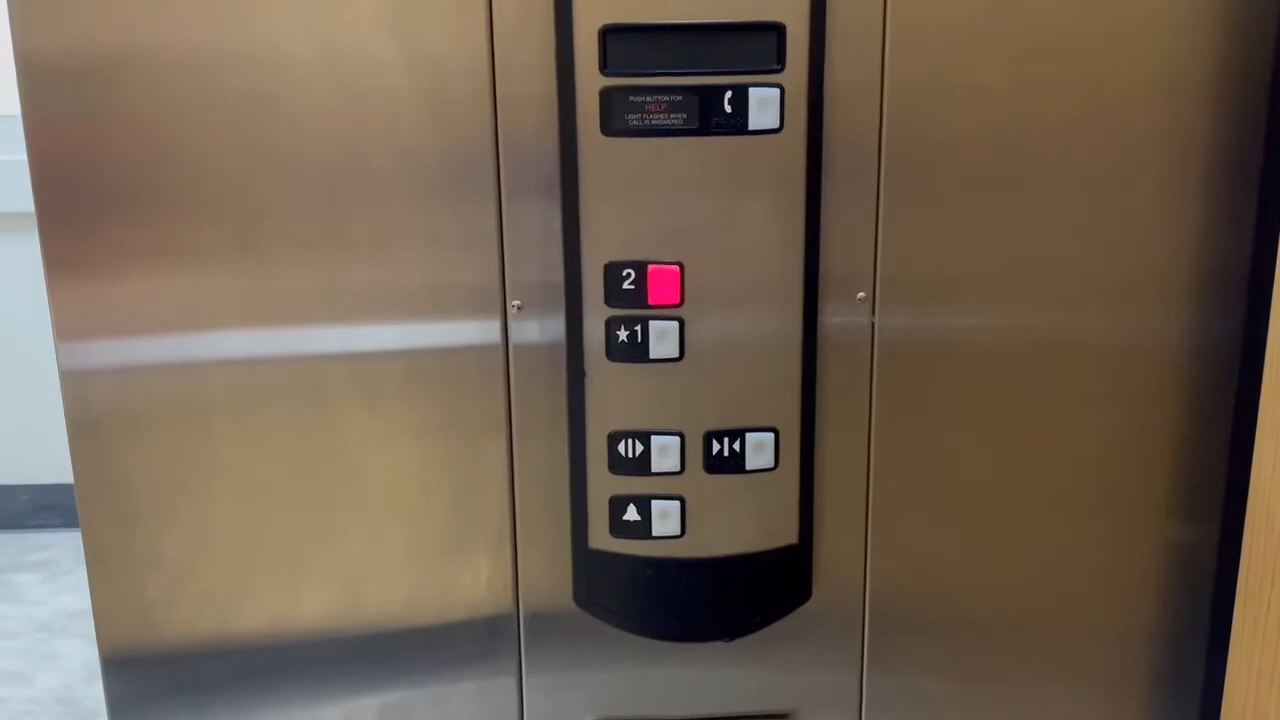 PUSH BUTTON FOR
HELP
LIGHT FLASHES WHEN
CALL IS ANSWERED
2
★1